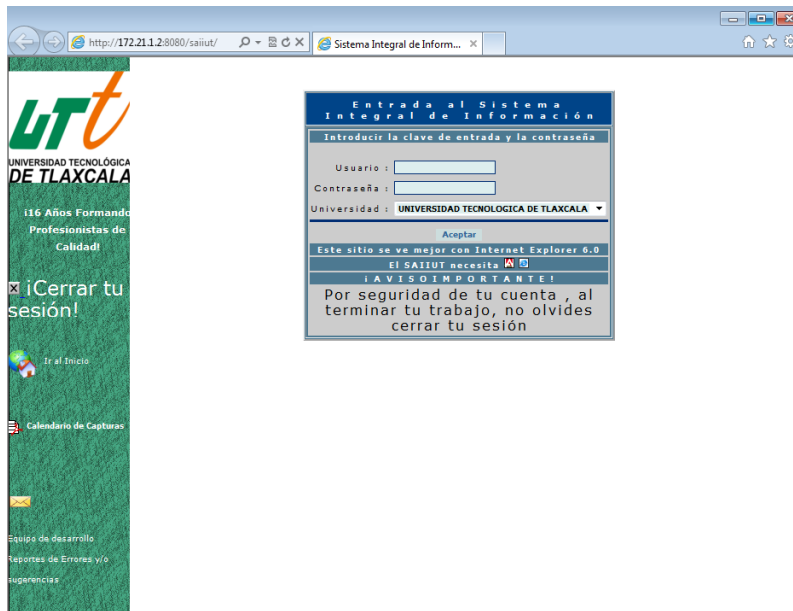 http://172.21.1.2:8080/saiiut/
Sistema Integral de Inform...
UTT
UNIVERSIDAD TECNOLÓGICA
DE TLAXCALA
¡16 Años Formando
Profesionistas de
Calidad!
¡Cerrar tu
sesión!
Ir al Inicio
Calendario de Capturas
Equipo de desarrollo
Reportes de Errores y/o
sugerencias
Entrada al Sistema
Integral de Información
Introducir la clave de entrada y la contraseña
Usuario :
Contraseña :
Universidad : UNIVERSIDAD TECNOLOGICA DE TLAXCALA
Aceptar
Este sitio se ve mejor con Internet Explorer 6.0
El SAIIUT necesita
¡AVISOIMPORTANTE!
Por seguridad de tu cuenta , al
terminar tu trabajo, no olvides
cerrar tu sesión